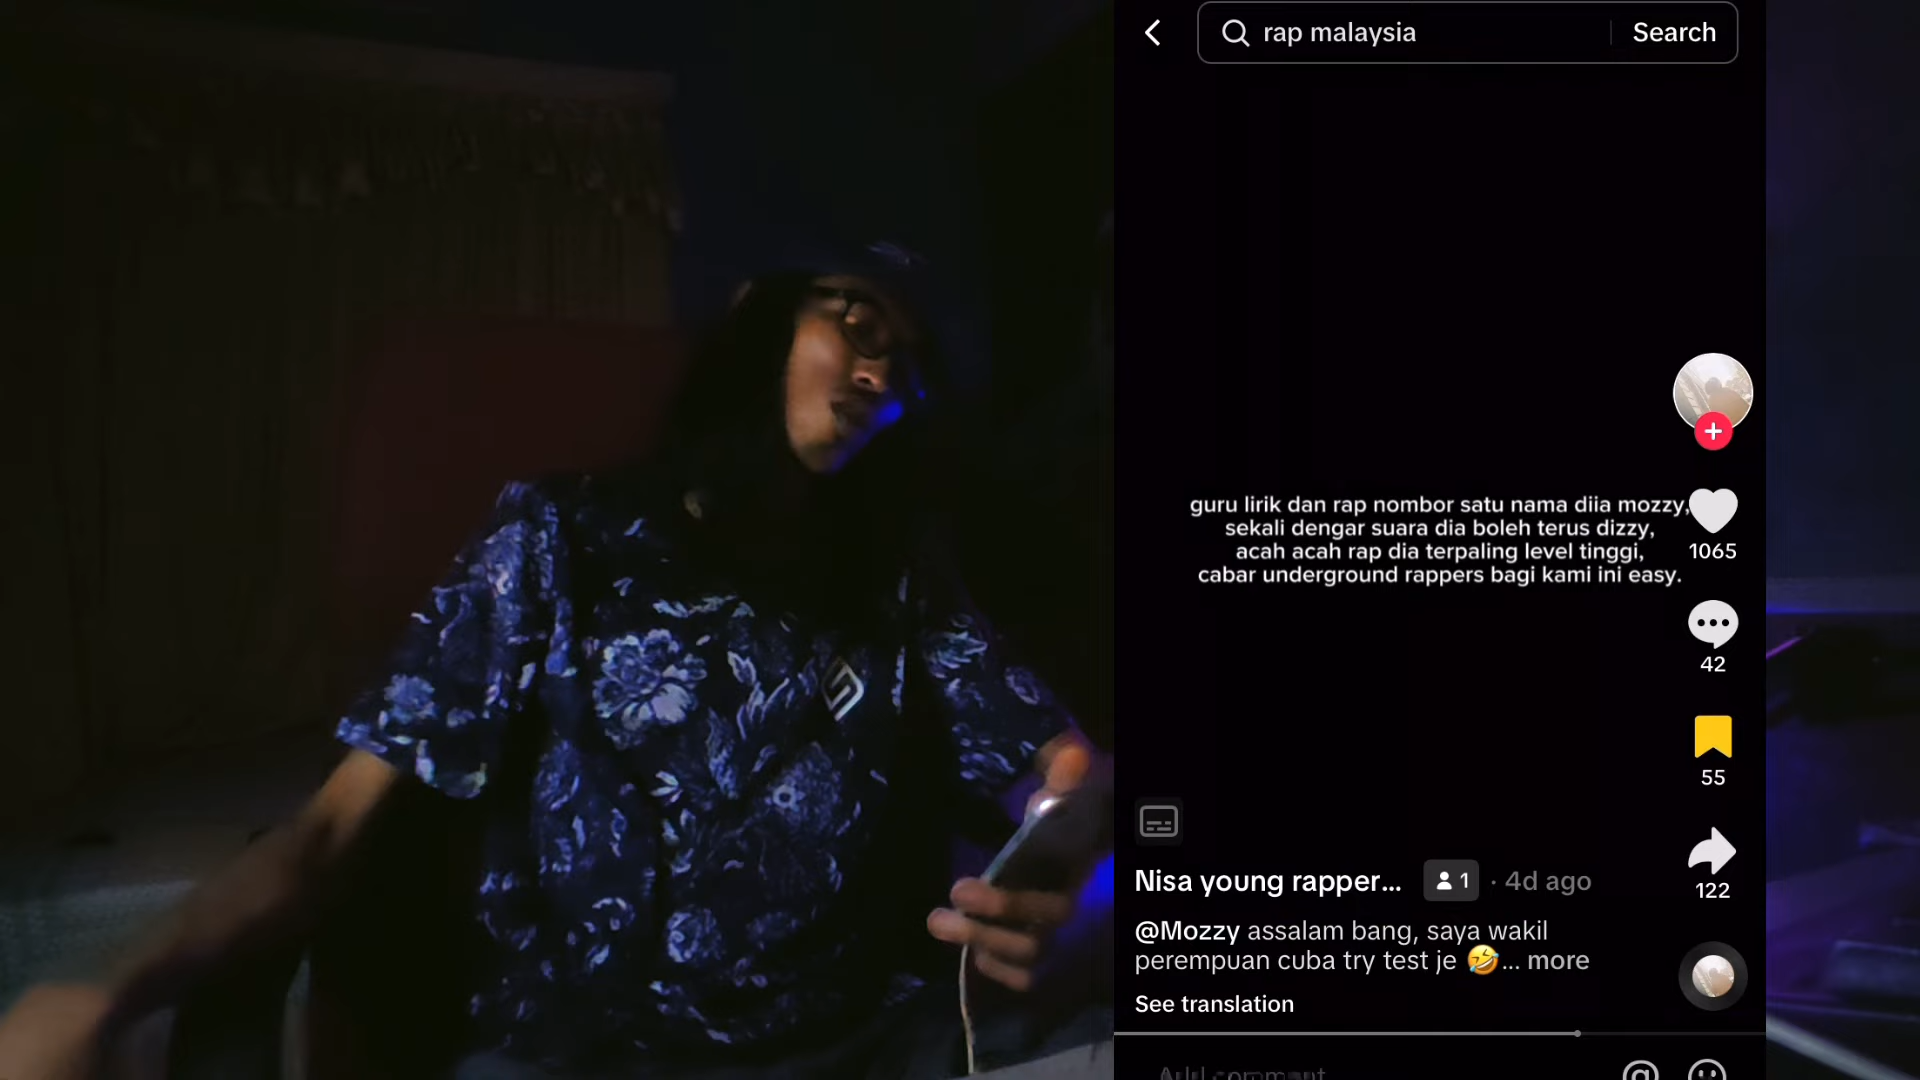 rap malaysia
Search
guru lirik dan rap nombor satu nama diia mozzy,
sekali dengar suara dia boleh terus dizzy,
acah acah rap dia terpaling level tinggi,
cabar underground rappers bagi kami ini easy.
1065
42
55
122
Nisa young rapper... 1 · 4d ago
@Mozzy assalam bang, saya wakil
perempuan cuba try test je 🤣... more
See translation
Add comment